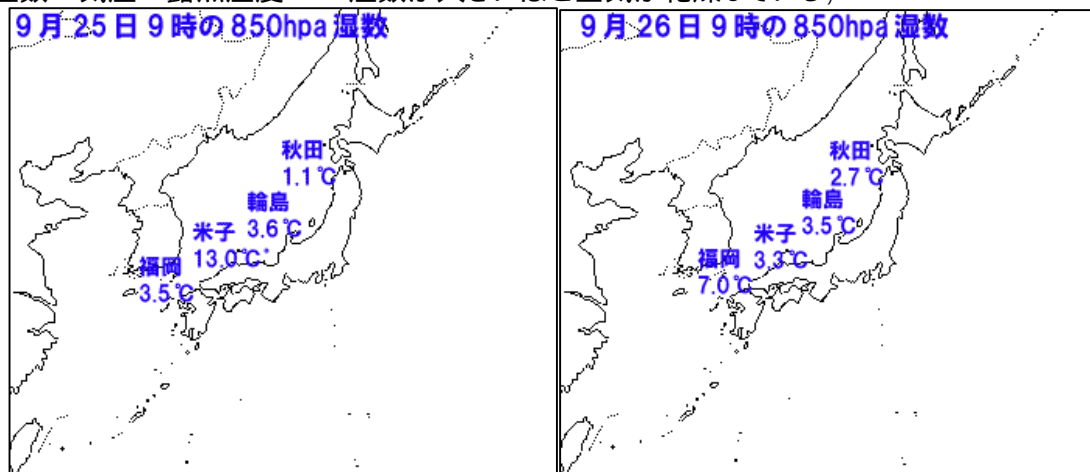 9月25日9時の850hpa湿数
秋田
1.1℃
輪島
3.6℃
米子
13.0℃
福岡
3.5℃
9月26日9時の850hpa湿数
秋田
2.7℃
輪島
3.5℃
米子
3.3℃
福岡
7.0℃